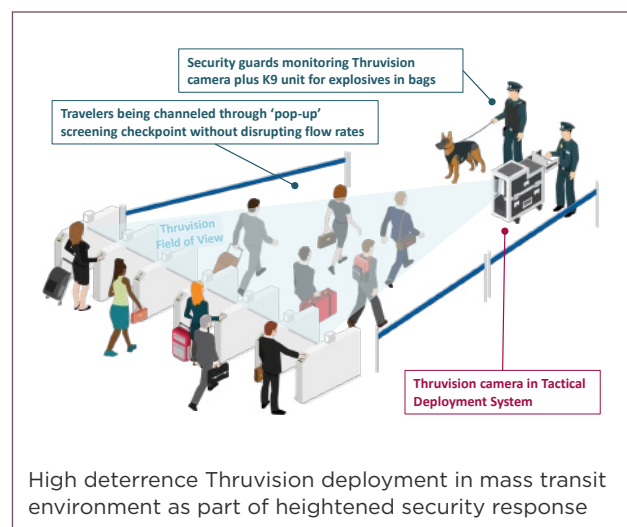 Security guards monitoring Thruvision
camera plus K9 unit for explosives in bags
Travelers being channeled through ‘pop-up’
screening checkpoint without disrupting flow rates
Thruvision
Field of View
Thruvision camera in Tactical
Deployment System
High deterrence Thruvision deployment in mass transit
environment as part of heightened security response